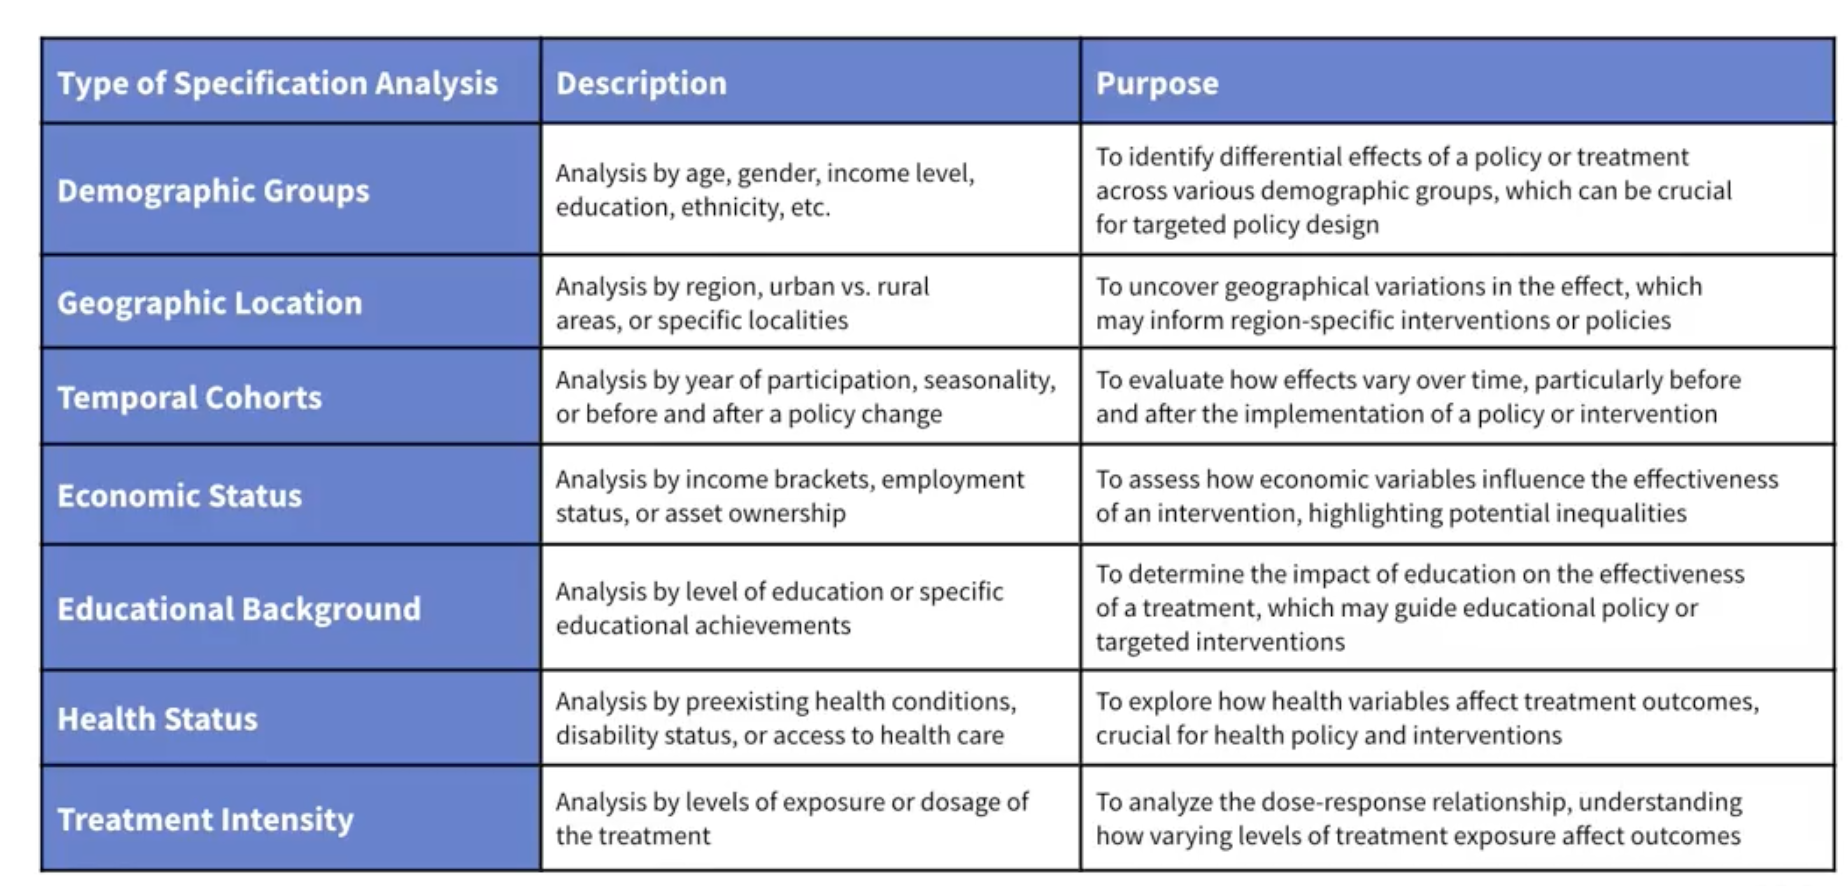 Type of Specification Analysis
Description
Purpose
Demographic Groups
Analysis by age, gender, income level,
education, ethnicity, etc.
To identify differential effects of a policy or treatment
across various demographic groups, which can be crucial
for targeted policy design
Geographic Location
Analysis by region, urban vs. rural
areas, or specific localities
To uncover geographical variations in the effect, which
may inform region-specific interventions or policies
Temporal Cohorts
Analysis by year of participation, seasonality,
or before and after a policy change
To evaluate how effects vary over time, particularly before
and after the implementation of a policy or intervention
Economic Status
Analysis by income brackets, employment
status, or asset ownership
To assess how economic variables influence the effectiveness
of an intervention, highlighting potential inequalities
Educational Background
Analysis by level of education or specific
educational achievements
To determine the impact of education on the effectiveness
of a treatment, which may guide educational policy or
targeted interventions
Health Status
Analysis by preexisting health conditions,
disability status, or access to health care
To explore how health variables affect treatment outcomes,
crucial for health policy and interventions
Treatment Intensity
Analysis by levels of exposure or dosage of
the treatment
To analyze the dose-response relationship, understanding
how varying levels of treatment exposure affect outcomes